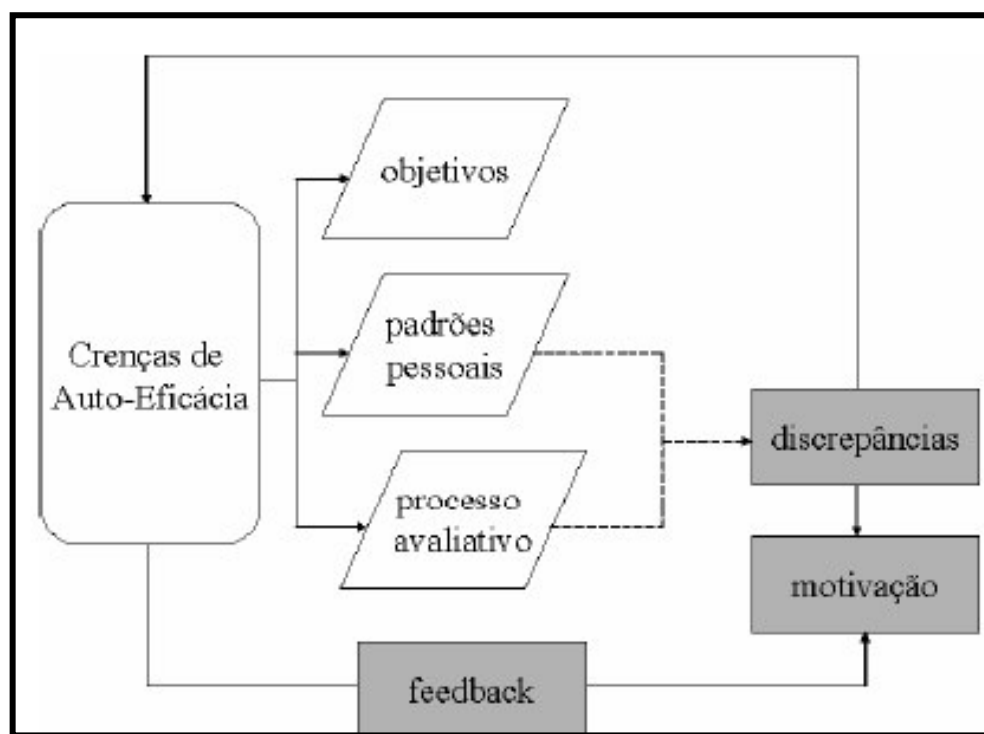 objetivos
padrões
pessoais
Crenças de
Auto-Eficácia
processo
avaliativo
discrepâncias
motivação
feedback